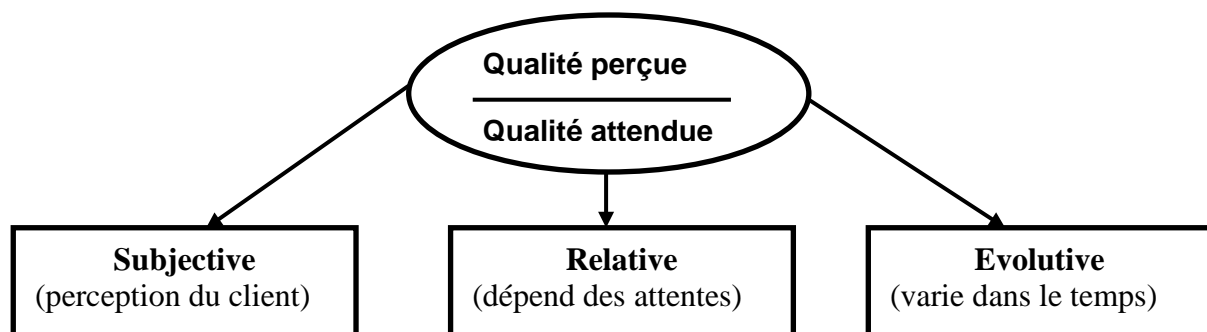 Qualité perçue
Qualité attendue
Subjective
(perception du client)
Relative
(dépend des attentes)
Evolutive
(varie dans le temps)